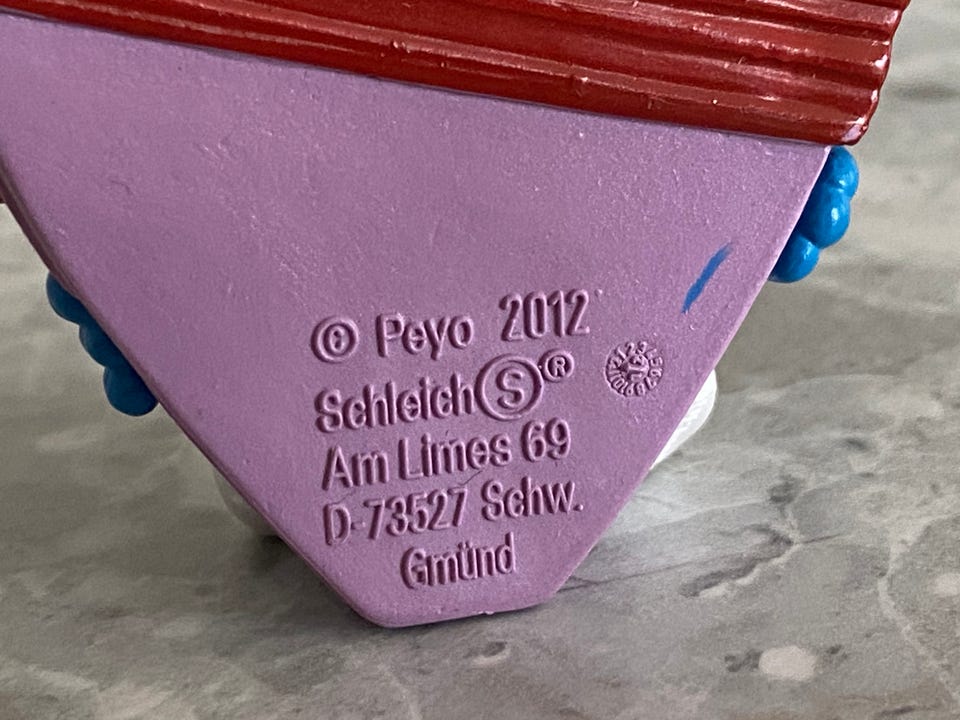 © Peyo 2012
Schleich S ®
Am Limes 69
D-73527 Schw.
Gmünd